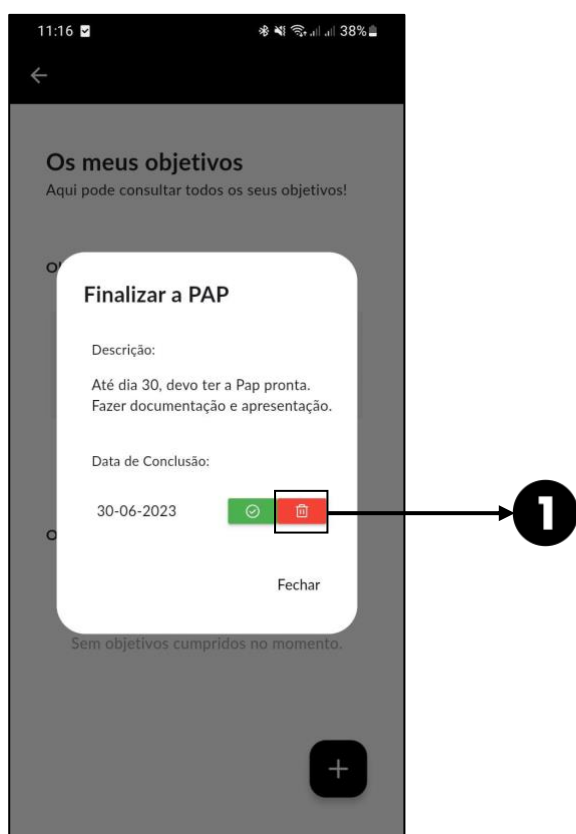 11:16
38%
Os meus objetivos
Aqui pode consultar todos os seus objetivos!
Finalizar a PAP
Descrição:
Até dia 30, devo ter a Pap pronta.
Fazer documentação e apresentação.
Data de Conclusão:
30-06-2023
1
Fechar
Sem objetivos cumpridos no momento.